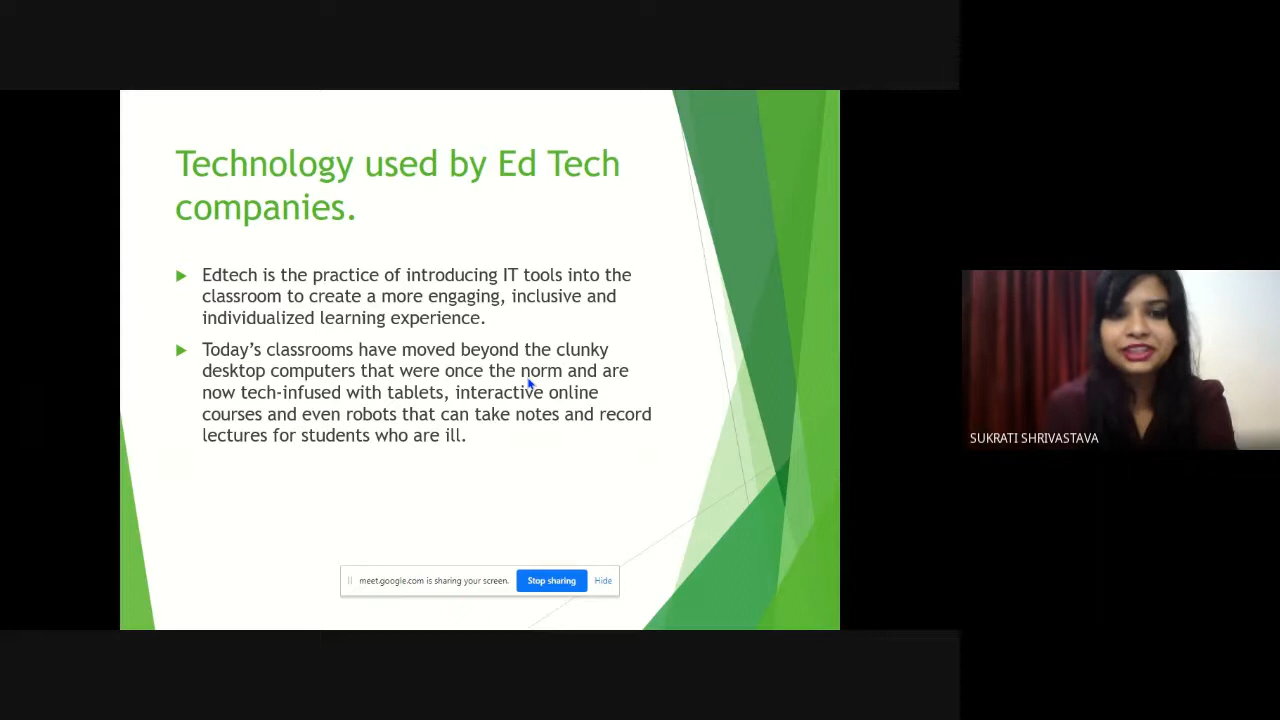 Technology used by Ed Tech
companies.
Edtech is the practice of introducing IT tools into the
classroom to create a more engaging, inclusive and
individualized learning experience.
Today's classrooms have moved beyond the clunky
desktop computers that were once the norm and are
now tech-infused with tablets, interactive online
courses and even robots that can take notes and record
lectures for students who are ill.
meet.google.com is sharing your screen. Stop sharing Hide
SUKRATI SHRIVASTAVA